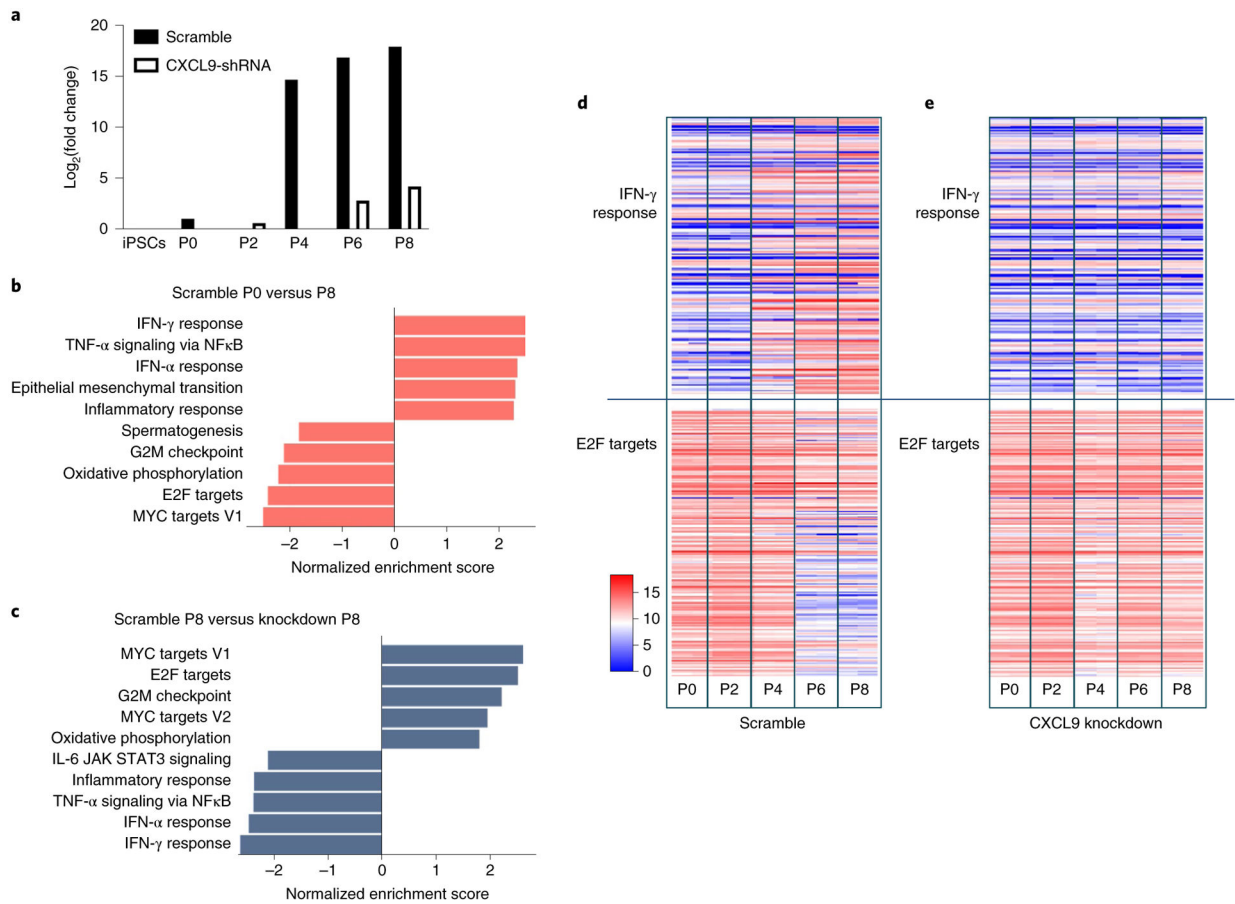 a
20
15
10
5
0
Log2(fold change)
Scramble
CXCL9-shRNA
iPSCs P0 P2 P4 P6 P8
b
Scramble P0 versus P8
IFN-γ response
TNF-α signaling via NFκB
IFN-α response
Epithelial mesenchymal transition
Inflammatory response
Spermatogenesis
G2M checkpoint
Oxidative phosphorylation
E2F targets
MYC targets V1
–2 –1 0 1 2
Normalized enrichment score
c
Scramble P8 versus knockdown P8
MYC targets V1
E2F targets
G2M checkpoint
MYC targets V2
Oxidative phosphorylation
IL-6 JAK STAT3 signaling
Inflammatory response
TNF-α signaling via NFκB
IFN-α response
IFN-γ response
–2 –1 0 1 2
Normalized enrichment score
d
IFN-γ
response
E2F targets
15
10
5
0
P0 P2 P4 P6 P8
Scramble
e
IFN-γ
response
E2F targets
P0 P2 P4 P6 P8
CXCL9 knockdown